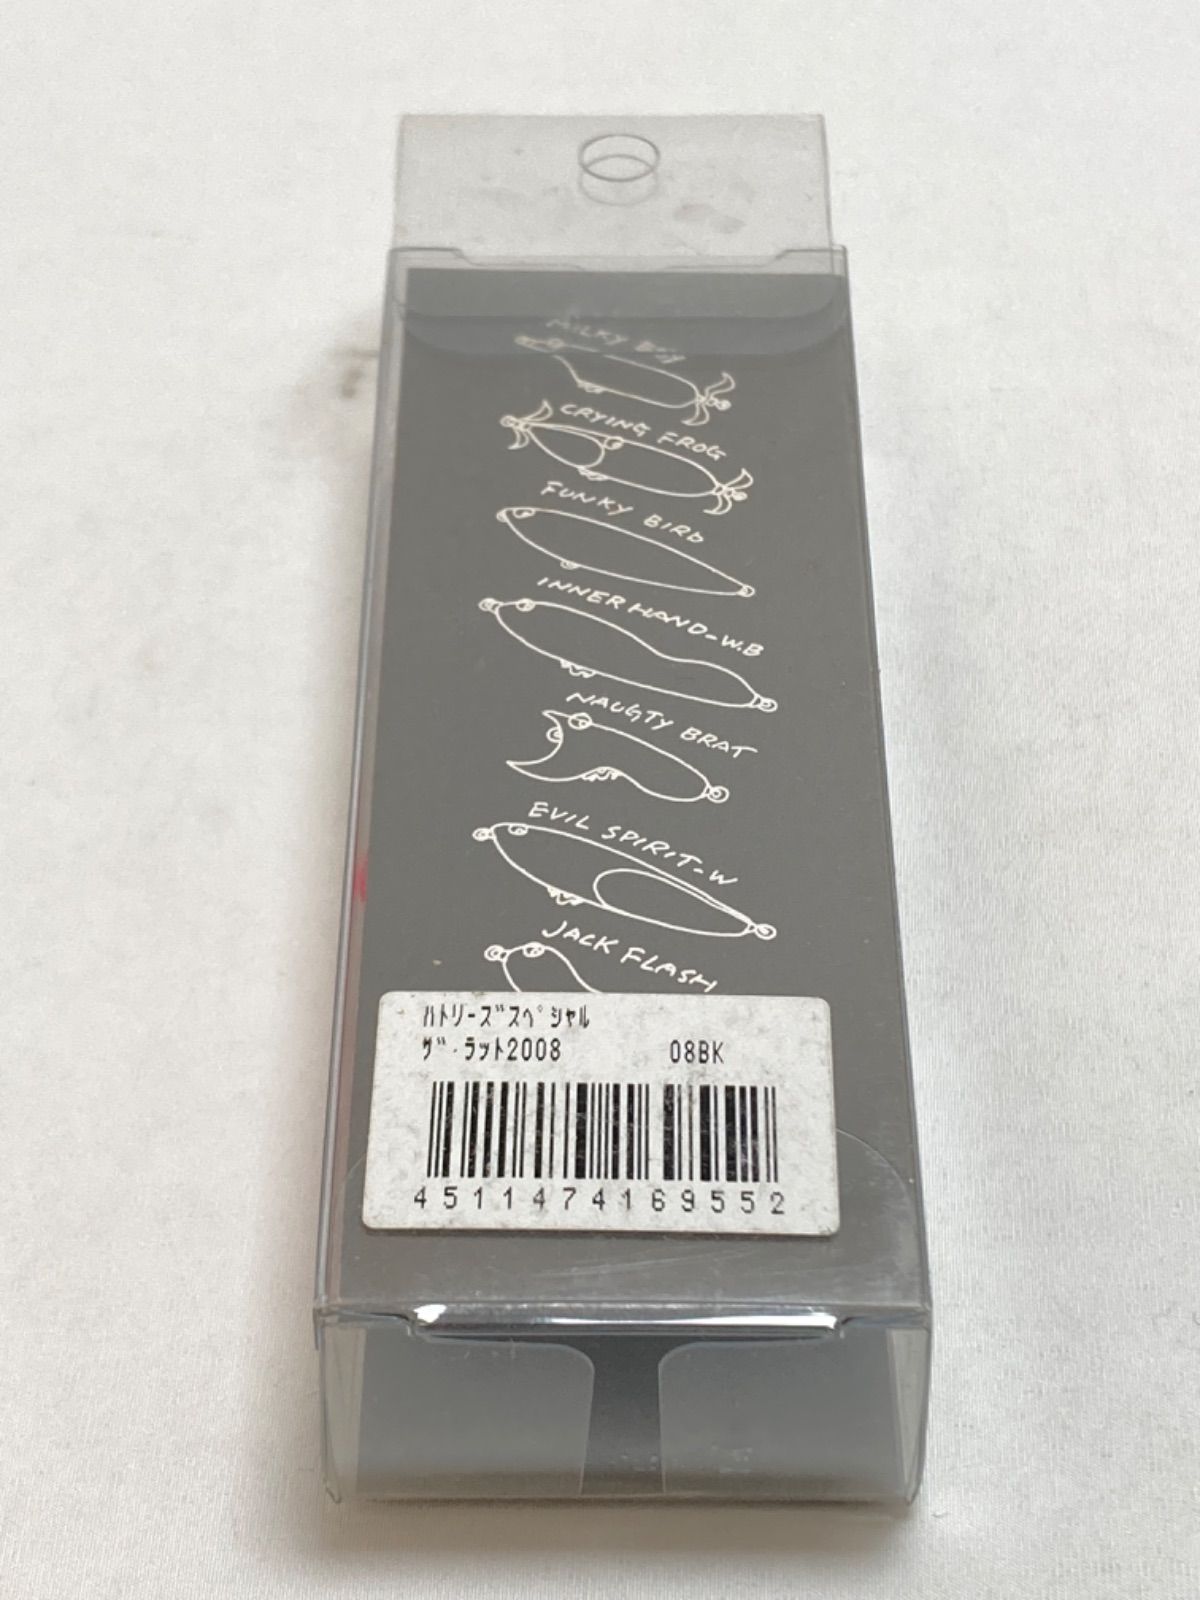 MILKY BOY
CRYING FROG
FUNKY BIRD
INNER HAND-W.B
NAUGTY BRAT
EVIL SPIRIT-W
JACK FLASH
ﾊﾄﾘｰｽﾞｽﾍﾟｼｬﾙ
ｻﾞ･ﾗｯﾄ2008 08BK
4511474169552